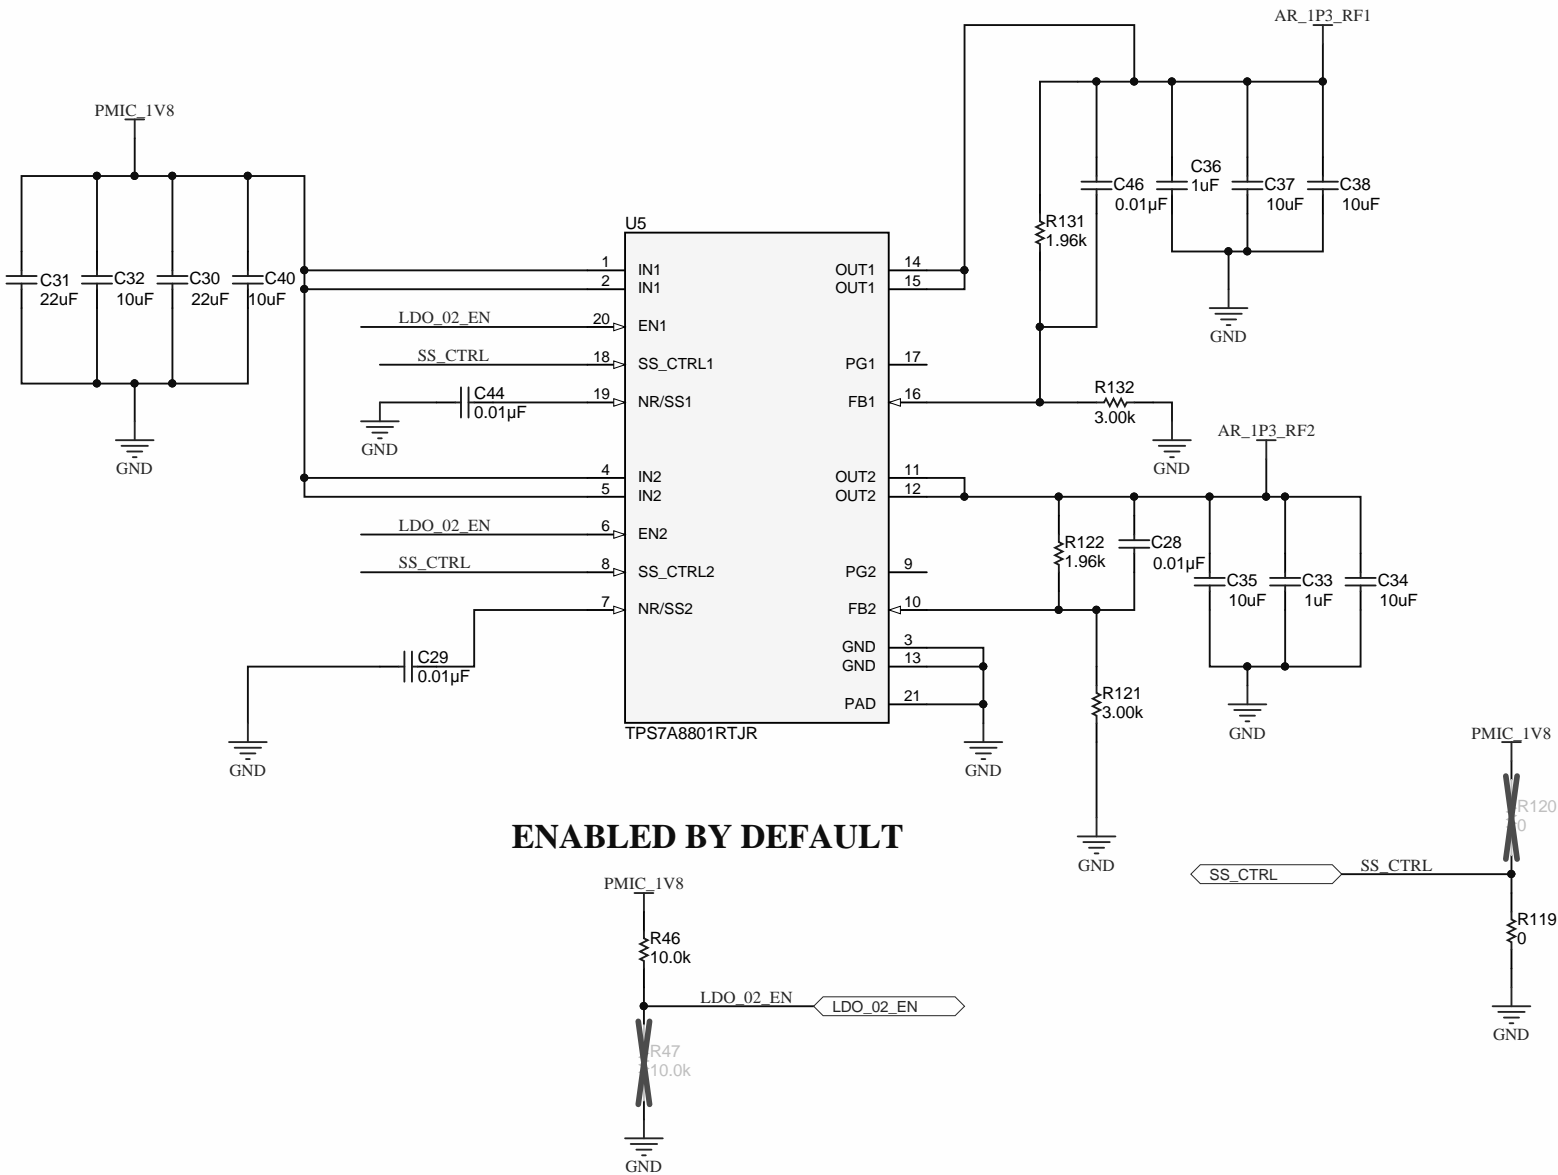 AR_1P3_RF1
PMIC_1V8
C31
22uF
C32
10uF
C30
22uF
C40
10uF
GND
C46
0.01µF
C36
1uF
C37
10uF
C38
10uF
R131
1.96k
GND
U5
1 IN1
2 IN1
LDO_02_EN 20 EN1
SS_CTRL 18 SS_CTRL1
C44
0.01µF
19 NR/SS1
GND
4 IN2
5 IN2
LDO_02_EN 6 EN2
SS_CTRL 8 SS_CTRL2
7 NR/SS2
C29
0.01µF
GND
OUT1 14
OUT1 15
PG1 17
FB1 16
R132
3.00k
GND
OUT2 11
OUT2 12
PG2 9
FB2 10
GND 3
GND 13
PAD 21
TPS7A8801RTJR
GND
AR_1P3_RF2
R122
1.96k
C28
0.01µF
C35
10uF
C33
1uF
C34
10uF
GND
R121
3.00k
GND
ENABLED BY DEFAULT
PMIC_1V8
R46
10.0k
LDO_02_EN
LDO_02_EN
R47
10.0k
GND
PMIC_1V8
R120
0
SS_CTRL
SS_CTRL
R119
0
GND